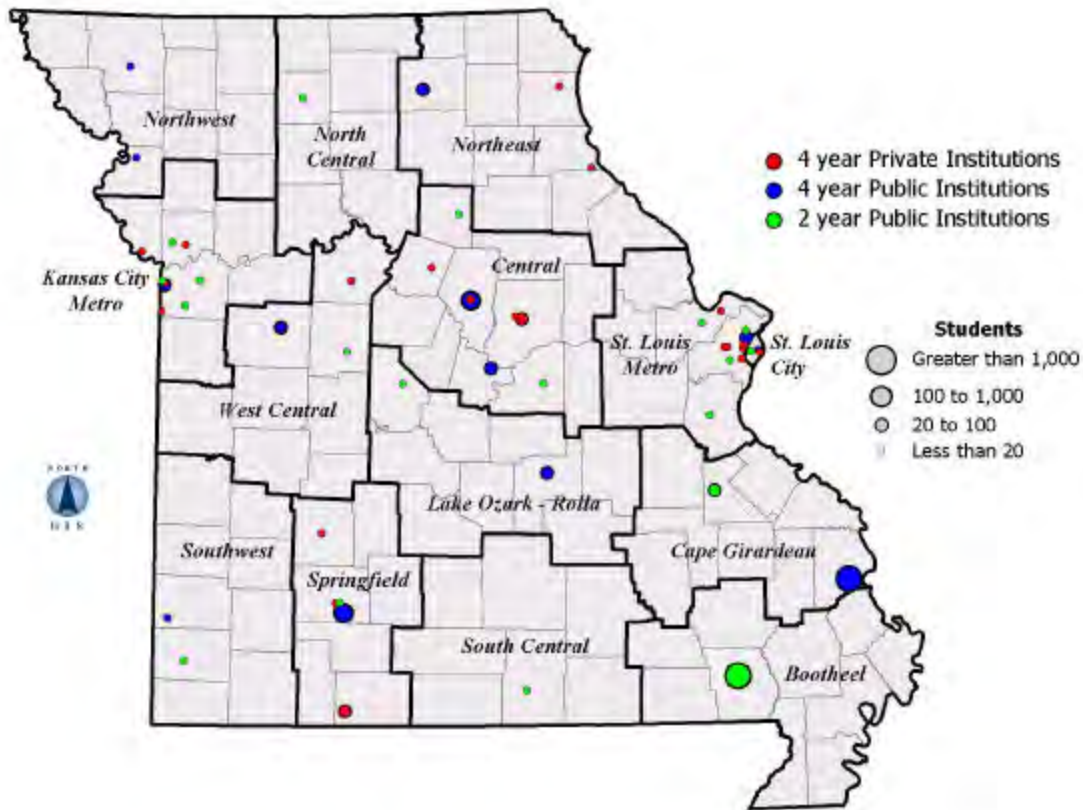 Northwest
North
Central
Northeast
4 year Private Institutions
4 year Public Institutions
2 year Public Institutions
Kansas City
Metro
Central
St. Louis
Metro
St. Louis
City
Students
Greater than 1,000
100 to 1,000
20 to 100
Less than 20
West Central
NORTH
Lake Ozark - Rolla
Southwest
Springfield
Cape Girardeau
South Central
Bootheel